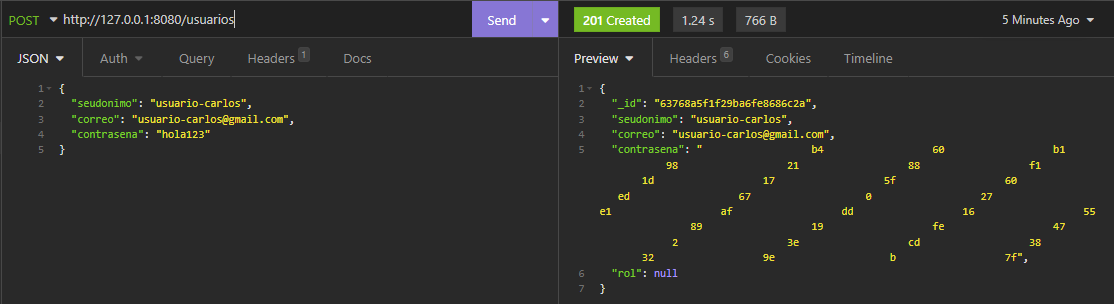 POST http://127.0.0.1:8080/usuarios Send 201 Created 1.24 s 766 B 5 Minutes Ago
JSON Auth Query Headers 1 Docs
1 {
2 "seudonimo": "usuario-carlos",
3 "correo": "usuario-carlos@gmail.com",
4 "contrasena": "hola123"
5 }
Preview Headers 6 Cookies Timeline
1 {
2 "_id": "63768a5f1f29ba6fe8686c2a",
3 "seudonimo": "usuario-carlos",
4 "correo": "usuario-carlos@gmail.com",
5 "contrasena": " b4 60 b1
98 21 88 f1
1d 17 5f 60
ed 67 0 27
e1 af dd 16 55
89 19 fe 47
2 3e cd 38
32 9e b 7f",
6 "rol": null
7 }